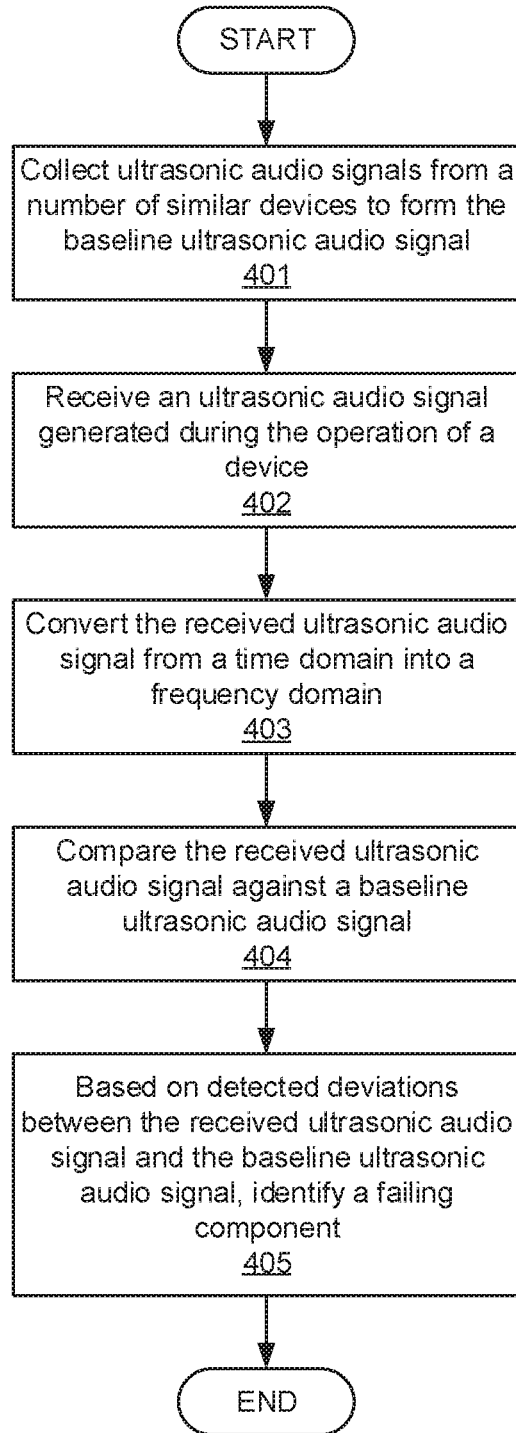 START
Collect ultrasonic audio signals from a
number of similar devices to form the
baseline ultrasonic audio signal
401
Receive an ultrasonic audio signal
generated during the operation of a
device
402
Convert the received ultrasonic audio
signal from a time domain into a
frequency domain
403
Compare the received ultrasonic
audio signal against a baseline
ultrasonic audio signal
404
Based on detected deviations
between the received ultrasonic audio
signal and the baseline ultrasonic
audio signal, identify a failing
component
405
END